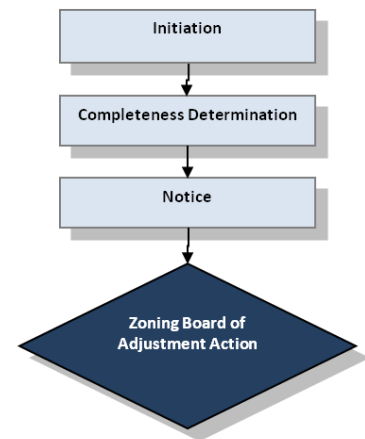 Initiation
Completeness Determination
Notice
Zoning Board of
Adjustment Action